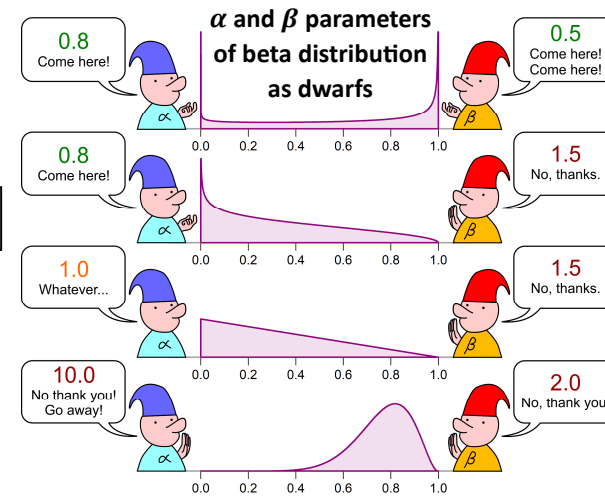 α and β parameters
of beta distribution
as dwarfs
0.8
Come here!
α
0.5
Come here!
Come here!
β
0.0 0.2 0.4 0.6 0.8 1.0
0.8
Come here!
α
1.5
No, thanks.
β
0.0 0.2 0.4 0.6 0.8 1.0
1.0
Whatever...
α
1.5
No, thanks.
β
0.0 0.2 0.4 0.6 0.8 1.0
10.0
No thank you!
Go away!
α
2.0
No, thank you
β
0.0 0.2 0.4 0.6 0.8 1.0